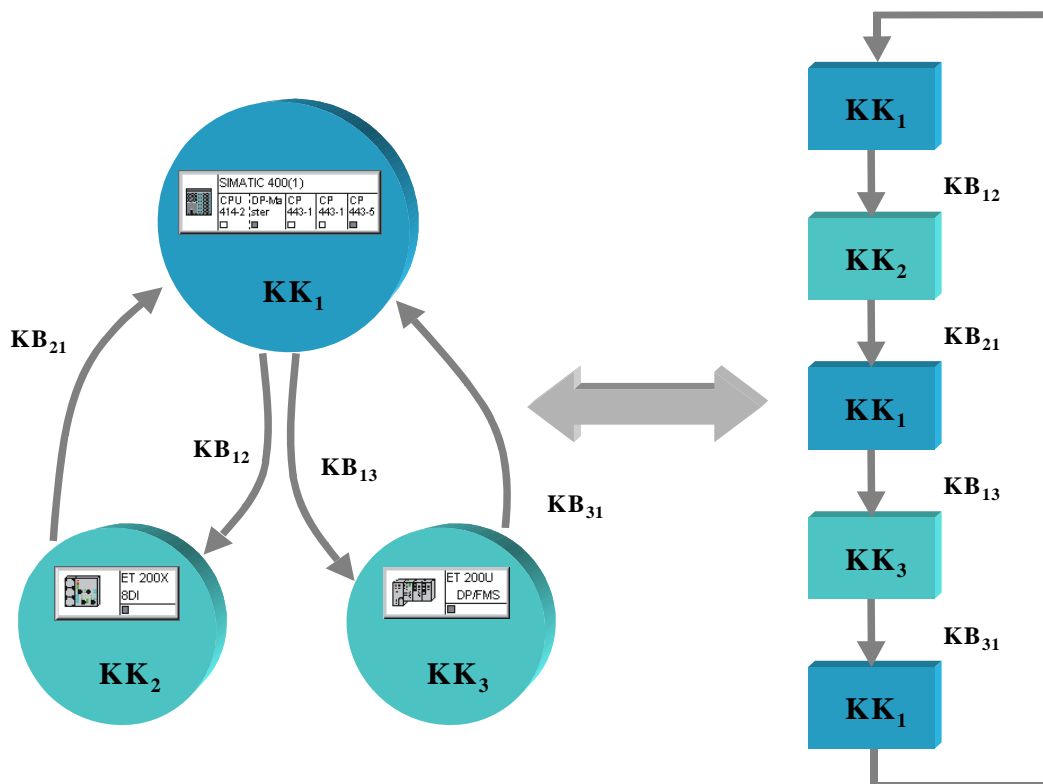 SIMATIC 400(1)
CPU DP-Ma CP CP CP
414-2 ster 443-1 443-1 443-5
KK₁
KB₂₁
KB₁₂
KB₁₃
KB₃₁
ET 200X
8DI
KK₂
ET 200U
DP/FMS
KK₃
KK₁
KB₁₂
KK₂
KB₂₁
KK₁
KB₁₃
KK₃
KB₃₁
KK₁